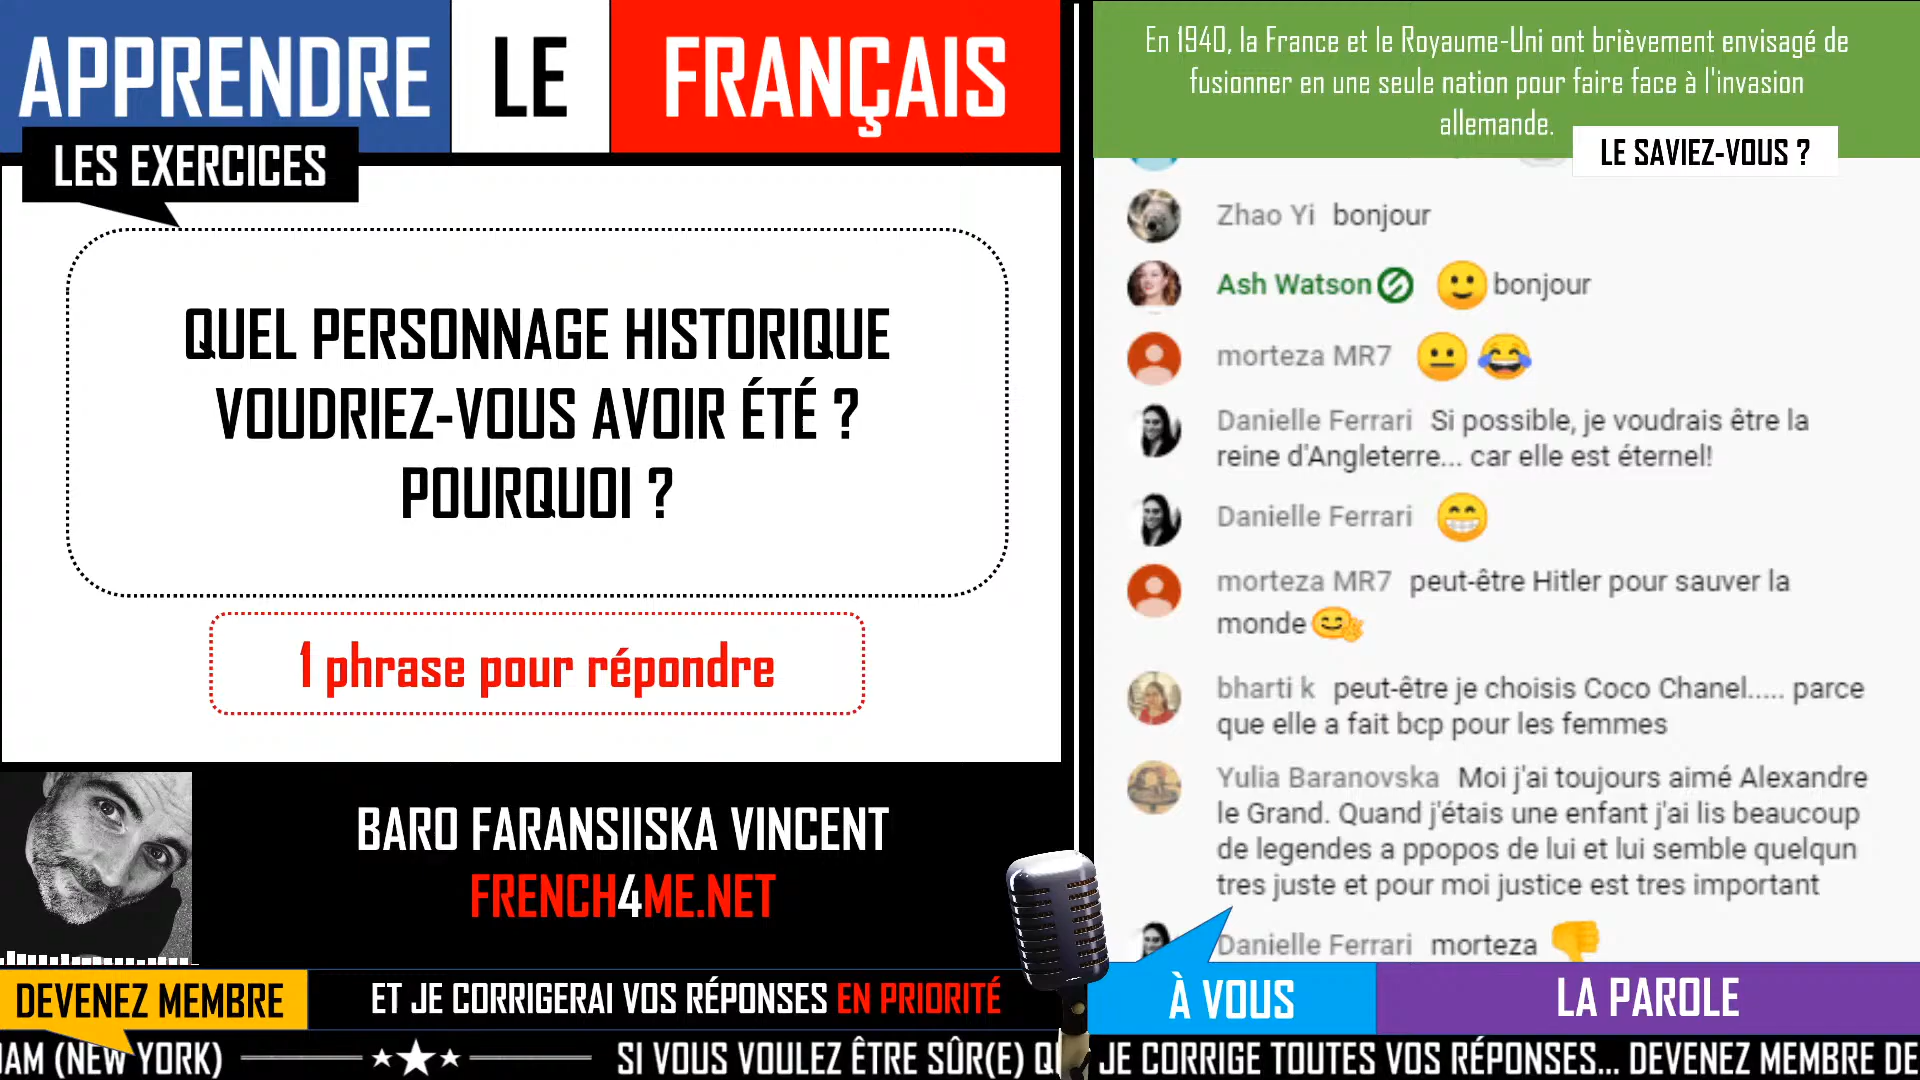 APPRENDRE LE FRANÇAIS
LES EXERCICES
QUEL PERSONNAGE HISTORIQUE
VOUDRIEZ-VOUS AVOIR ÉTÉ ?
POURQUOI ?
1 phrase pour répondre
BARO FARANSIISKA VINCENT
FRENCH4ME.NET
DEVENEZ MEMBRE
ET JE CORRIGERAI VOS RÉPONSES EN PRIORITÉ
En 1940, la France et le Royaume-Uni ont brièvement envisagé de
fusionner en une seule nation pour faire face à l'invasion
allemande.
LE SAVIEZ-VOUS ?
Zhao Yi bonjour
Ash Watson bonjour
morteza MR7
Danielle Ferrari Si possible, je voudrais être la
reine d'Angleterre... car elle est éternel!
Danielle Ferrari
morteza MR7 peut-être Hitler pour sauver la
monde
bharti k peut-être je choisis Coco Chanel..... parce
que elle a fait bcp pour les femmes
Yulia Baranovska Moi j'ai toujours aimé Alexandre
le Grand. Quand j'étais une enfant j'ai lis beaucoup
de legendes a ppopos de lui et lui semble quelqun
tres juste et pour moi justice est tres important
Danielle Ferrari morteza
À VOUS
LA PAROLE
(NEW YORK) SI VOUS VOULEZ ÊTRE SÛR(E) JE CORRIGE TOUTES VOS RÉPONSES... DEVENEZ MEMBRE DE